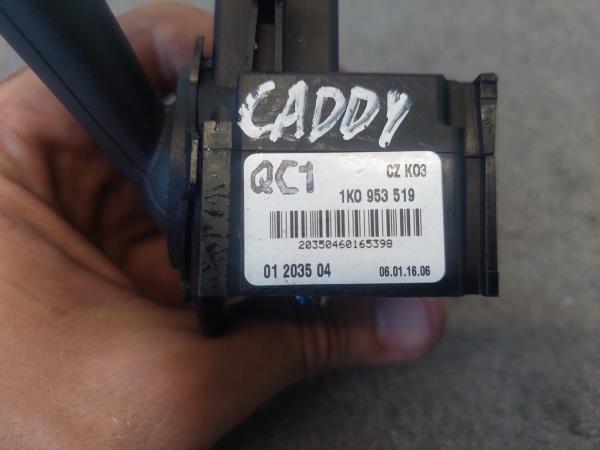 CADDY
QC1
CZ K03
1K0 953 519
20350460165398
01 2035 04
06.01.16.06